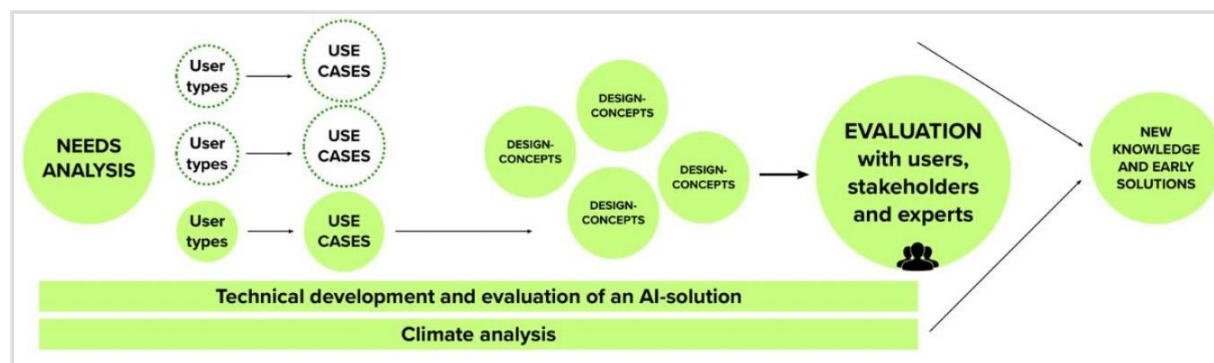 NEEDS
ANALYSIS
User
types
USE
CASES
User
types
USE
CASES
User
types
USE
CASES
DESIGN-
CONCEPTS
DESIGN-
CONCEPTS
DESIGN-
CONCEPTS
DESIGN-
CONCEPTS
EVALUATION
with users,
stakeholders
and experts
NEW
KNOWLEDGE
AND EARLY
SOLUTIONS
Technical development and evaluation of an AI-solution
Climate analysis